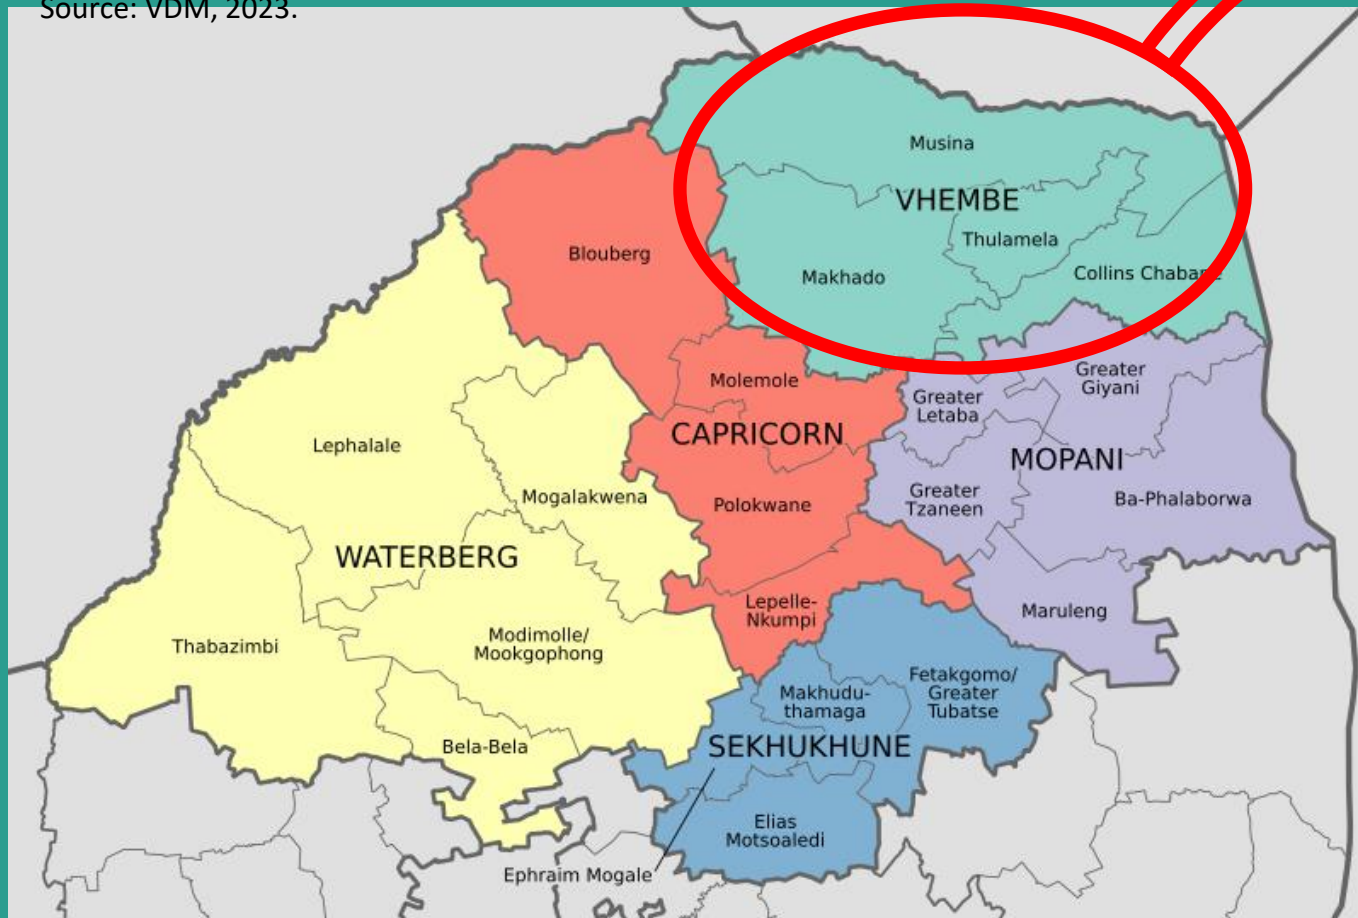 Source: VDM, 2023.
Musina
VHEMBE
Thulamela
Blouberg
Makhado
Collins Chabane
Molemole
Greater
Giyani
Greater
Letaba
CAPRICORN
Lephalale
MOPANI
Mogalakwena
Polokwane
Greater
Tzaneen
Ba-Phalaborwa
WATERBERG
Lepelle-
Nkumpi
Maruleng
Thabazimbi
Modimolle/
Mookgophong
Fetakgomo/
Greater
Tubatse
Makhudu-
thamaga
Bela-Bela
SEKHUKHUNE
Elias
Motsoaledi
Ephraim Mogale